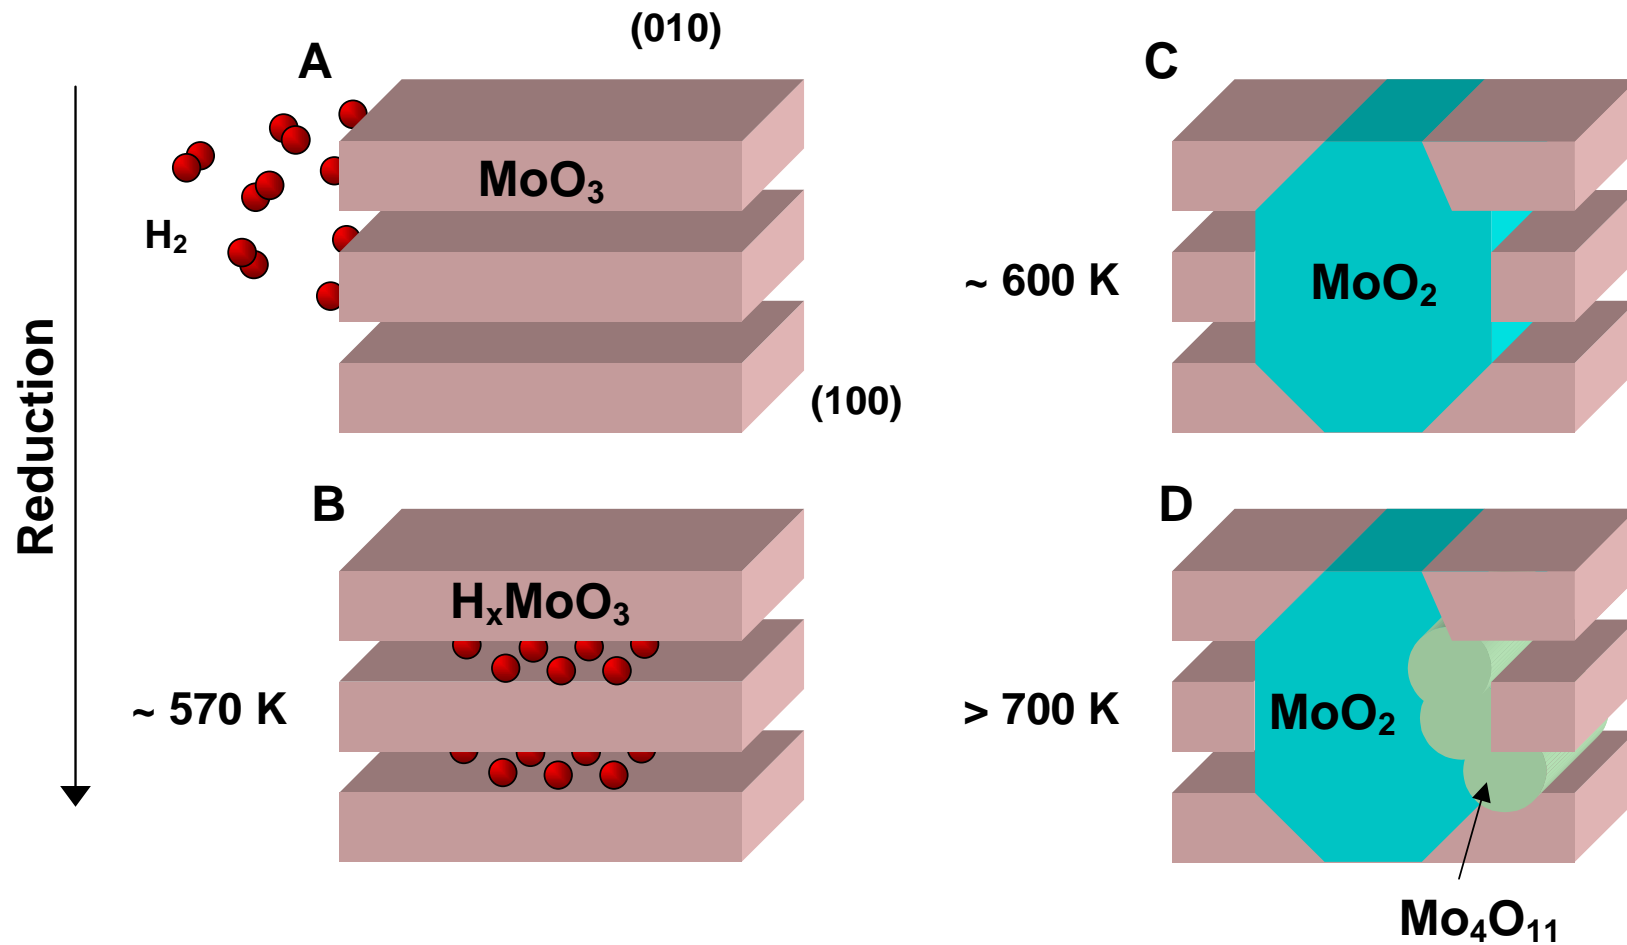 (010)
A
C
MoO₃
H₂
~ 600 K
MoO₂
(100)
Reduction
B
D
HₓMoO₃
~ 570 K
> 700 K
MoO₂
Mo₄O₁₁